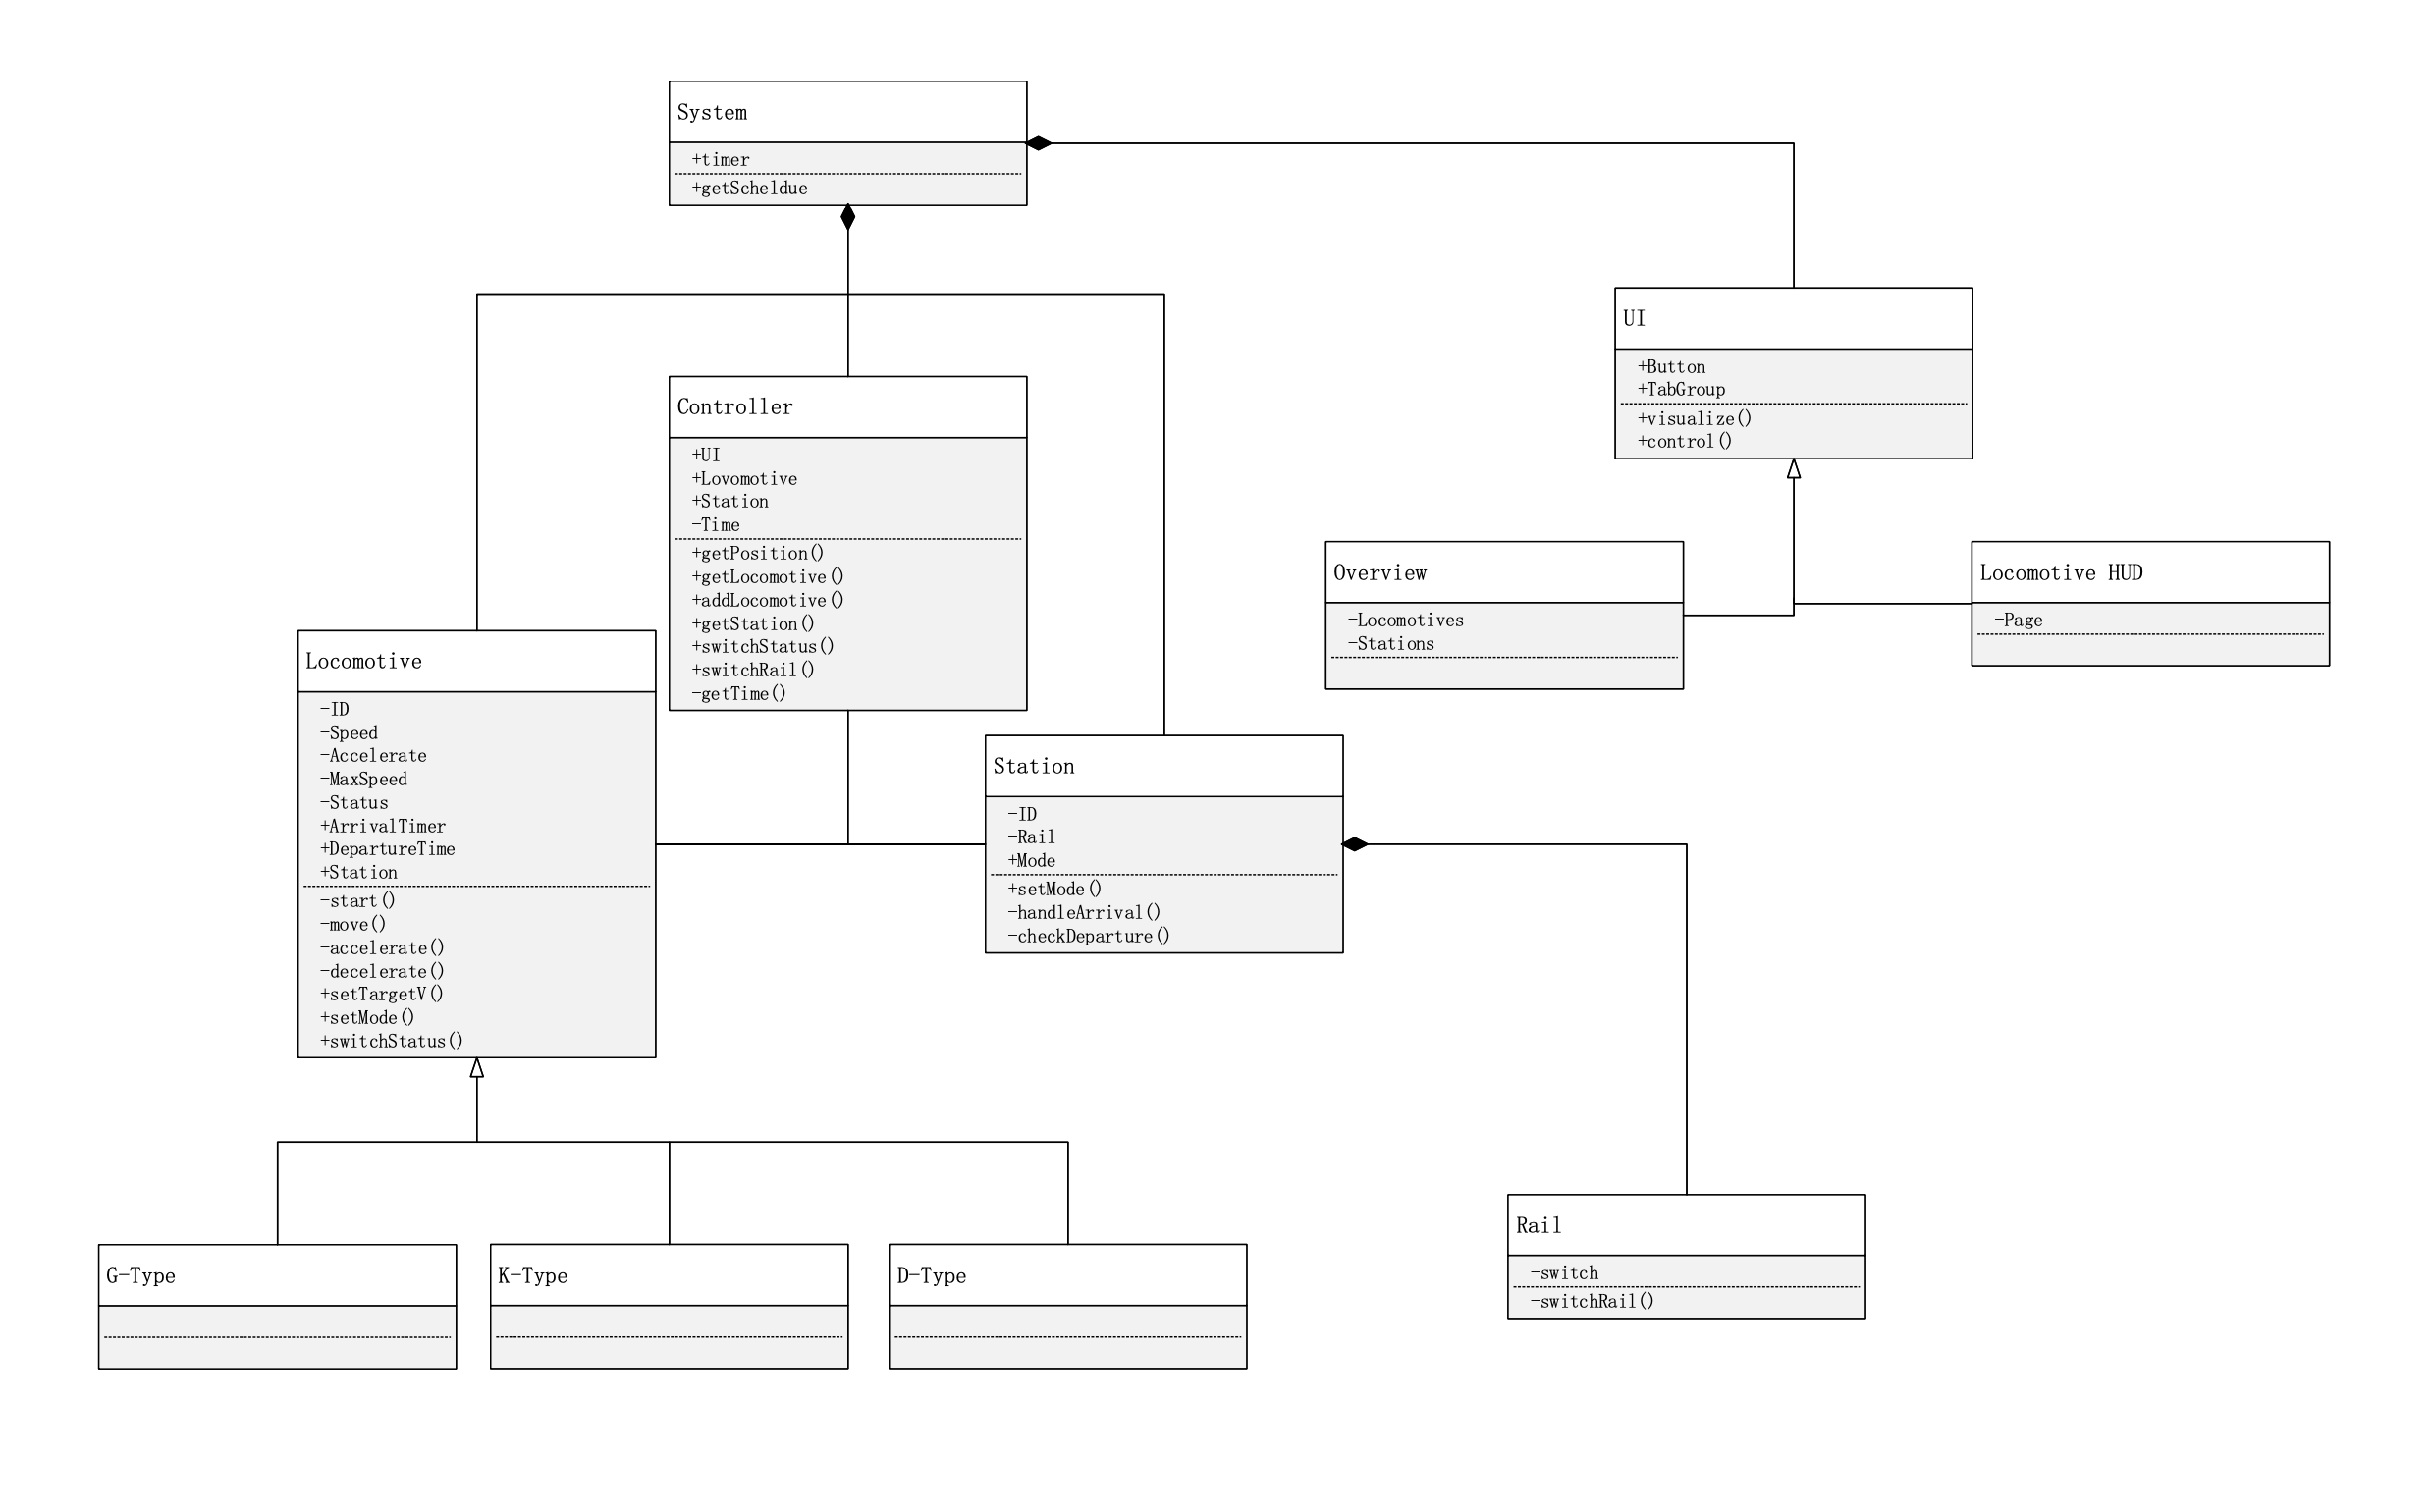 System
+timer
+getScheldue
UI
+Button
+TabGroup
+visualize()
+control()
Controller
+UI
+Lovomotive
+Station
-Time
+getPosition()
+getLocomotive()
+addLocomotive()
+getStation()
+switchStatus()
+switchRail()
-getTime()
Overview
-Locomotives
-Stations
Locomotive HUD
-Page
Locomotive
-ID
-Speed
-Accelerate
-MaxSpeed
-Status
+ArrivalTimer
+DepartureTime
+Station
-start()
-move()
-accelerate()
-decelerate()
+setTargetV()
+setMode()
+switchStatus()
Station
-ID
-Rail
+Mode
+setMode()
-handleArrival()
-checkDeparture()
G-Type
K-Type
D-Type
Rail
-switch
-switchRail()